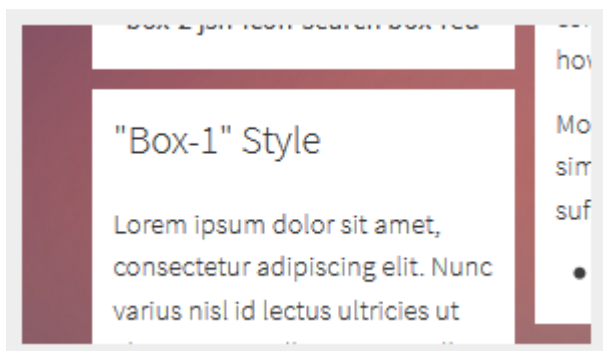 "Box-1" Style
Lorem ipsum dolor sit amet,
consectetur adipiscing elit. Nunc
varius nisl id lectus ultricies ut
Mo
sim
suf
•